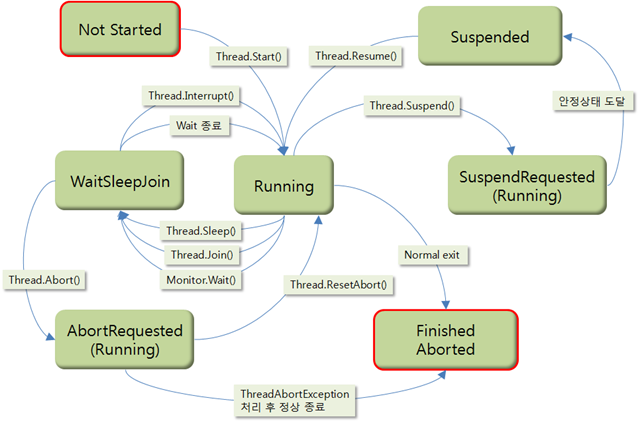 Not Started
Suspended
Thread.Start()
Thread.Resume()
Thread.Interrupt()
Thread.Suspend()
안정상태 도달
Wait 종료
WaitSleepJoin
Running
SuspendRequested
(Running)
Thread.Sleep()
Thread.Join()
Normal exit
Monitor.Wait()
Thread.Abort()
Thread.ResetAbort()
AbortRequested
(Running)
Finished
Aborted
ThreadAbortException
처리 후 정상 종료